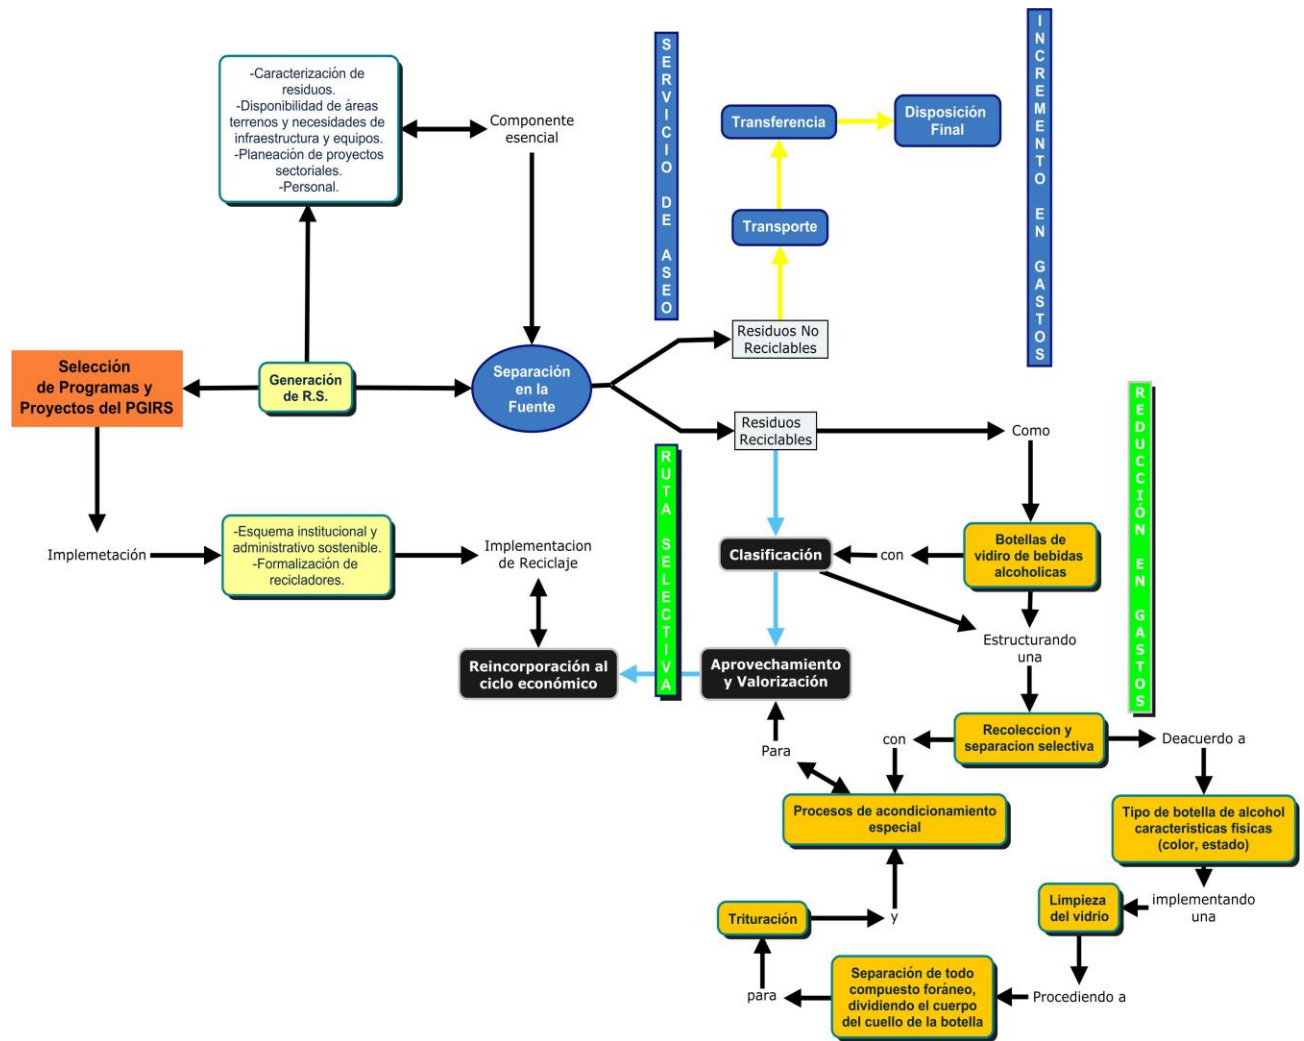 -Caracterización de
residuos.
-Disponibilidad de áreas
terrenos y necesidades de
infraestructura y equipos.
-Planeación de proyectos
sectoriales.
-Personal.
Componente
esencial
SERVICIO DE ASEO
Transferencia
Disposición
Final
INCREMENTO EN GASTOS
Transporte
Residuos No
Reciclables
Selección
de Programas y
Proyectos del PGIRS
Generación
de R.S.
Separación
en la
Fuente
Residuos
Reciclables
Como
REDUCCIÓN EN GASTOS
RUTA SELECTIVA
Implemetación
-Esquema institucional y
administrativo sostenible.
-Formalización de
recicladores.
Implementacion
de Reciclaje
Clasificación
con
Botellas de
vidiro de bebidas
alcoholicas
Estructurando
una
Reincorporación al
ciclo económico
Aprovechamiento
y Valorización
Para
con
Recoleccion y
separacion selectiva
Deacuerdo a
Procesos de acondicionamiento
especial
Tipo de botella de alcohol
caracteristicas fisicas
(color, estado)
Trituración
y
Limpieza
del vidrio
implementando
una
para
Separación de todo
compuesto foráneo,
dividiendo el cuerpo
del cuello de la botella
Procediendo a